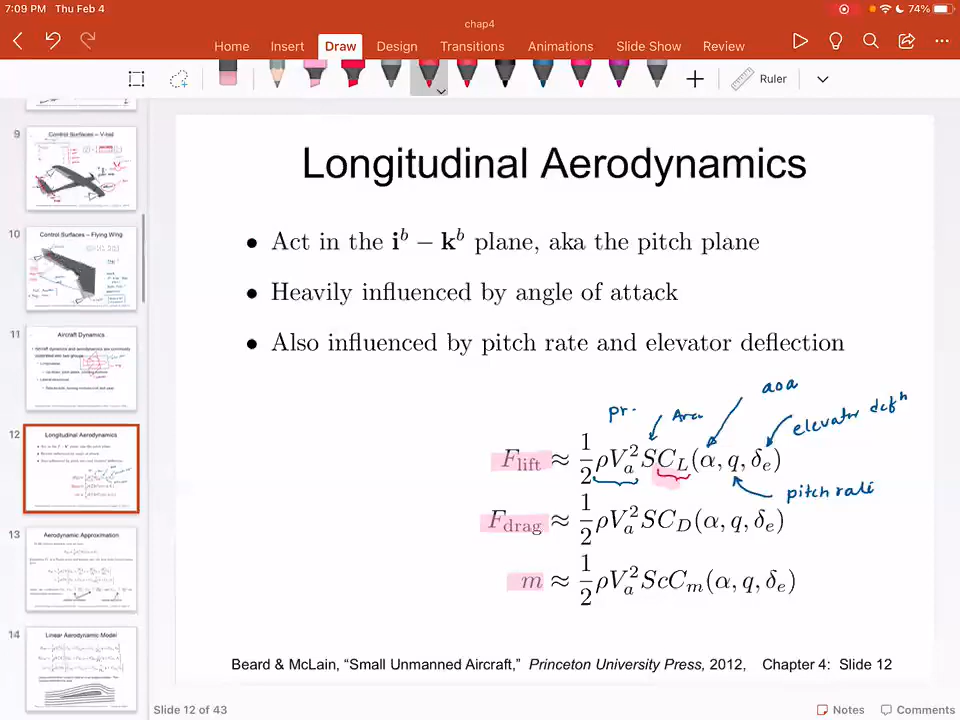 7:09 PM Thu Feb 4
74%
chap4
Home Insert Draw Design Transitions Animations Slide Show Review
Ruler
9
Control Surfaces – V-tail
10
Control Surfaces – Flying Wing
11
Aircraft Dynamics
12
Longitudinal Aerodynamics
13
Aerodynamic Approximation
14
Linear Aerodynamic Model
Longitudinal Aerodynamics
• Act in the i^b − k^b plane, aka the pitch plane
• Heavily influenced by angle of attack
• Also influenced by pitch rate and elevator deflection
aoa
pr. Area elevator defⁿ
F_lift ≈ 1/2 ρV_a^2 SC_L(α, q, δ_e)
pitch rate
F_drag ≈ 1/2 ρV_a^2 SC_D(α, q, δ_e)
m ≈ 1/2 ρV_a^2 ScC_m(α, q, δ_e)
Beard & McLain, “Small Unmanned Aircraft,” Princeton University Press, 2012, Chapter 4: Slide 12
Slide 12 of 43
Notes Comments